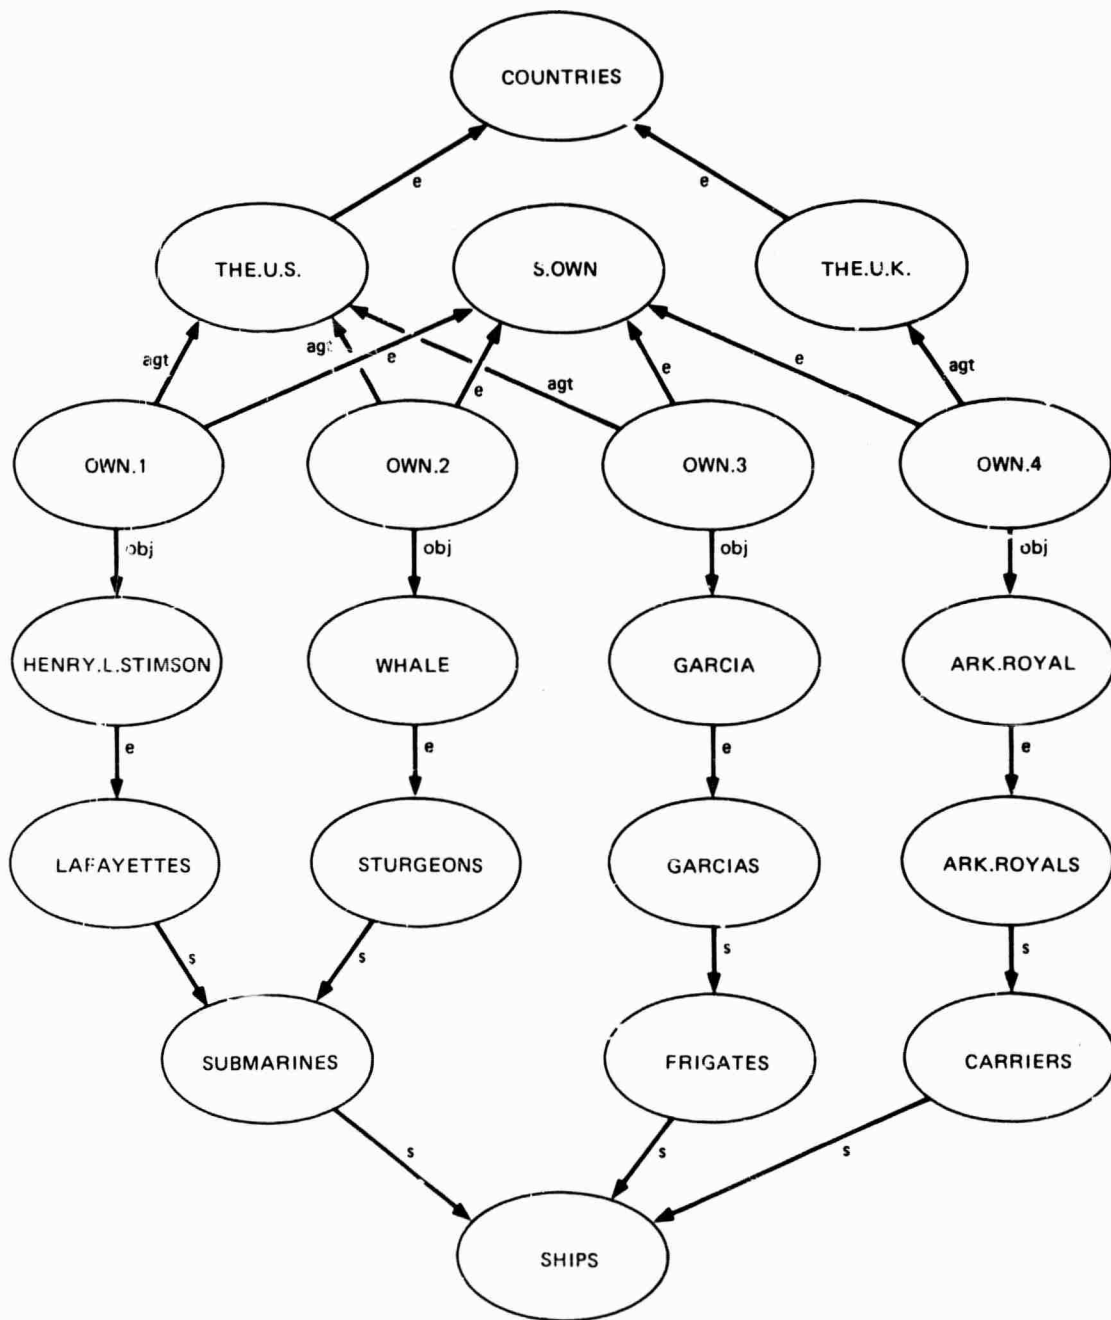 COUNTRIES
e
e
THE.U.S.
S.OWN
THE.U.K.
agt
agt
e
e
agt
e
e
agt
OWN.1
OWN.2
OWN.3
OWN.4
obj
obj
obj
obj
HENRY.L.STIMSON
WHALE
GARCIA
ARK.ROYAL
e
e
e
e
LAFAYETTES
STURGEONS
GARCIAS
ARK.ROYALS
s
s
s
s
SUBMARINES
FRIGATES
CARRIERS
s
s
s
SHIPS